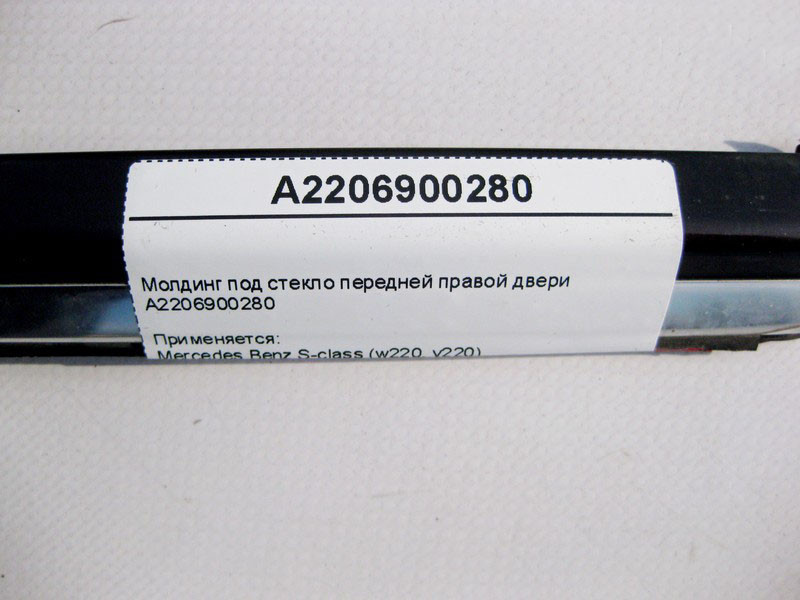 A2206900280
Молдинг под стекло передней правой двери
A2206900280
Применяется:
Mercedes Benz S-class (w220, v220)